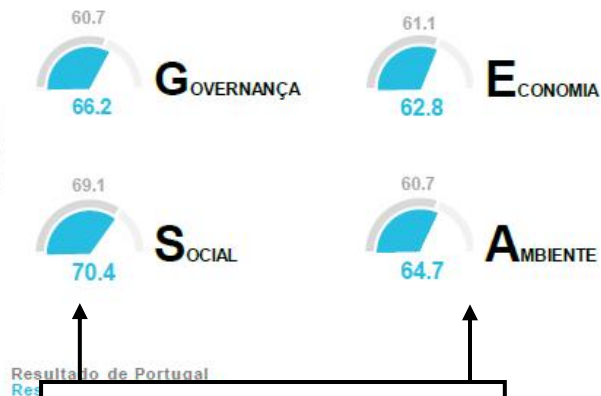 60.7
GOVERNANÇA
66.2
61.1
ECONOMIA
62.8
69.1
SOCIAL
70.4
60.7
AMBIENTE
64.7
Resultado de Portugal